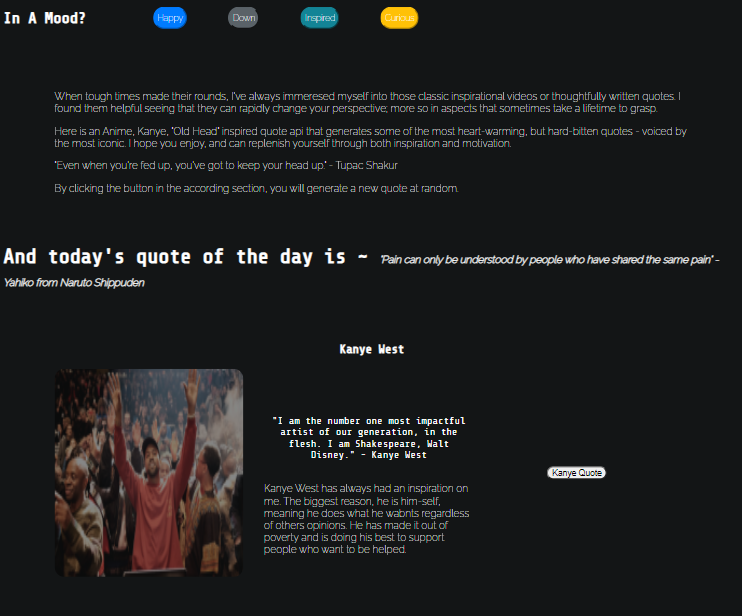 In A Mood? Happy Down Inspired Curious
When tough times made their rounds, I've always immeresed myself into those classic inspirational videos or thoughtfully written quotes. I
found them helpful seeing that they can rapidly change your perspective; more so in aspects that sometimes take a lifetime to grasp.
Here is an Anime, Kanye, "Old Head" inspired quote api that generates some of the most heart-warming, but hard-bitten quotes - voiced by
the most iconic. I hope you enjoy, and can replenish yourself through both inspiration and motivation.
"Even when you're fed up, you've got to keep your head up." - Tupac Shakur
By clicking the button in the according section, you will generate a new quote at random.
And today's quote of the day is ~ "Pain can only be understood by people who have shared the same pain" -
Yahiko from Naruto Shippuden
Kanye West
"I am the number one most impactful
artist of our generation, in the
flesh. I am Shakespeare, Walt
Disney." - Kanye West
Kanye Quote
Kanye West has always had an inspiration on
me. The biggest reason, he is him-self,
meaning he does what he wabnts regardless
of others opinions. He has made it out of
poverty and is doing his best to support
people who want to be helped.